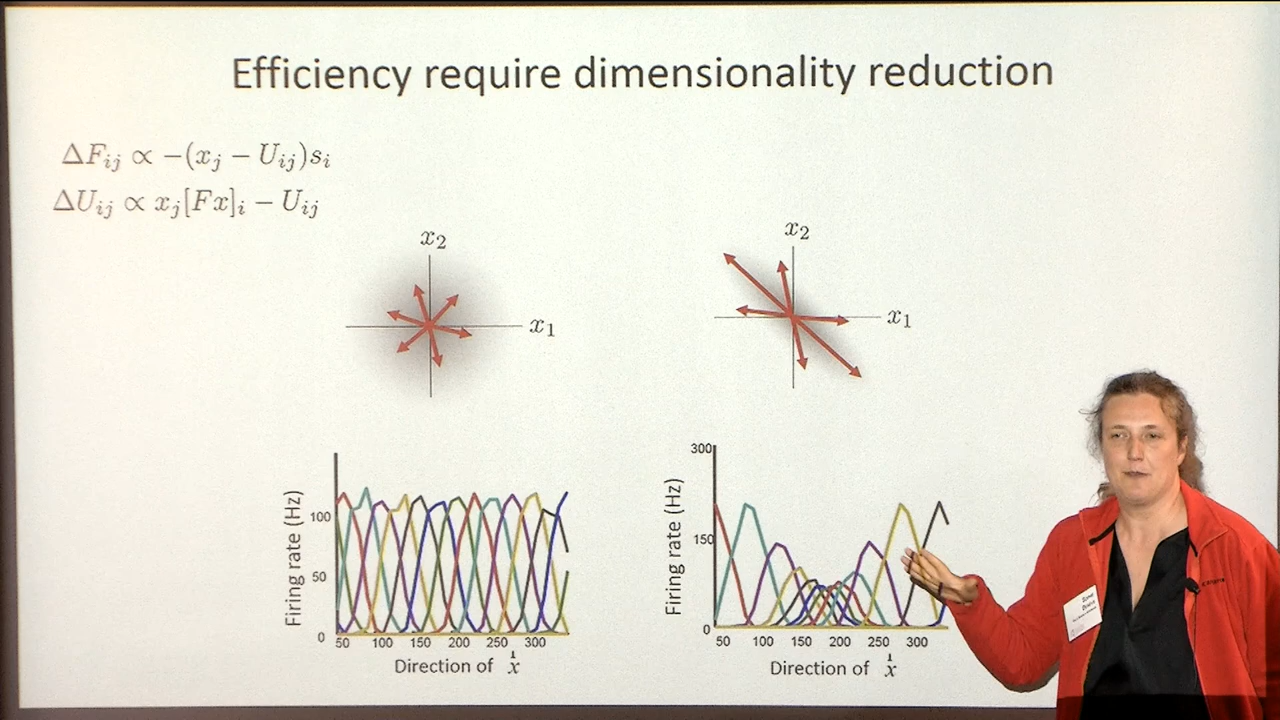 Efficiency require dimensionality reduction
ΔF_ij ∝ −(x_j − U_ij)s_i
ΔU_ij ∝ x_j[Fx]_i − U_ij
x_2
x_1
x_2
x_1
Firing rate (Hz)
100
50
0
50 100 150 200 250 300
Direction of x
Firing rate (Hz)
300
150
0
50 100 150 200 250 300
Direction of x